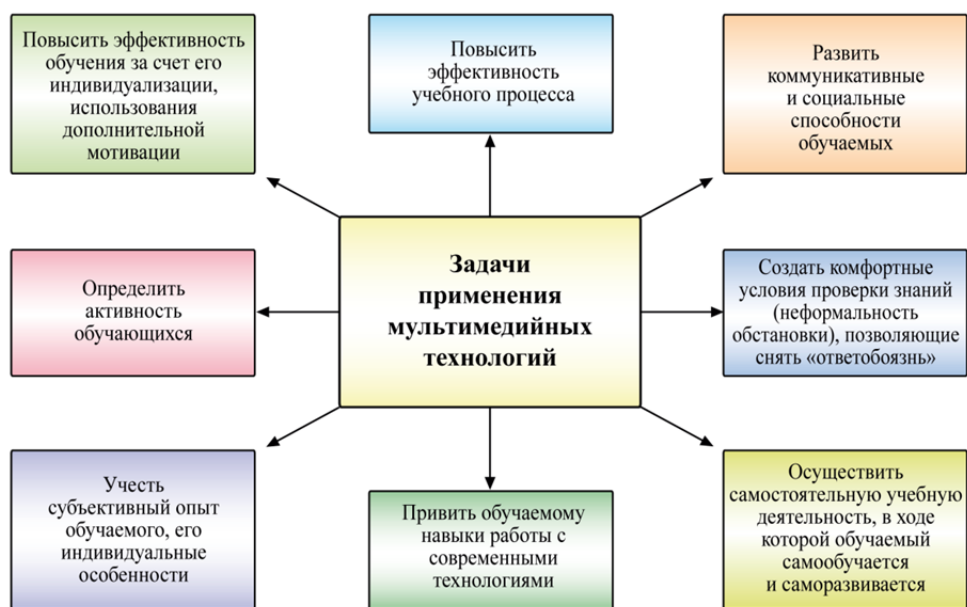 Повысить эффективность
обучения за счет его
индивидуализации,
использования
дополнительной
мотивации
Повысить
эффективность
учебного процесса
Развить
коммуникативные
и социальные
способности
обучаемых
Определить
активность
обучающихся
Задачи
применения
мультимедийных
технологий
Создать комфортные
условия проверки знаний
(неформальность
обстановки), позволяющие
снять «ответобоязнь»
Учесть
субъективный опыт
обучаемого, его
индивидуальные
особенности
Привить обучаемому
навыки работы с
современными
технологиями
Осуществить
самостоятельную учебную
деятельность, в ходе
которой обучаемый
самообучается
и саморазвивается